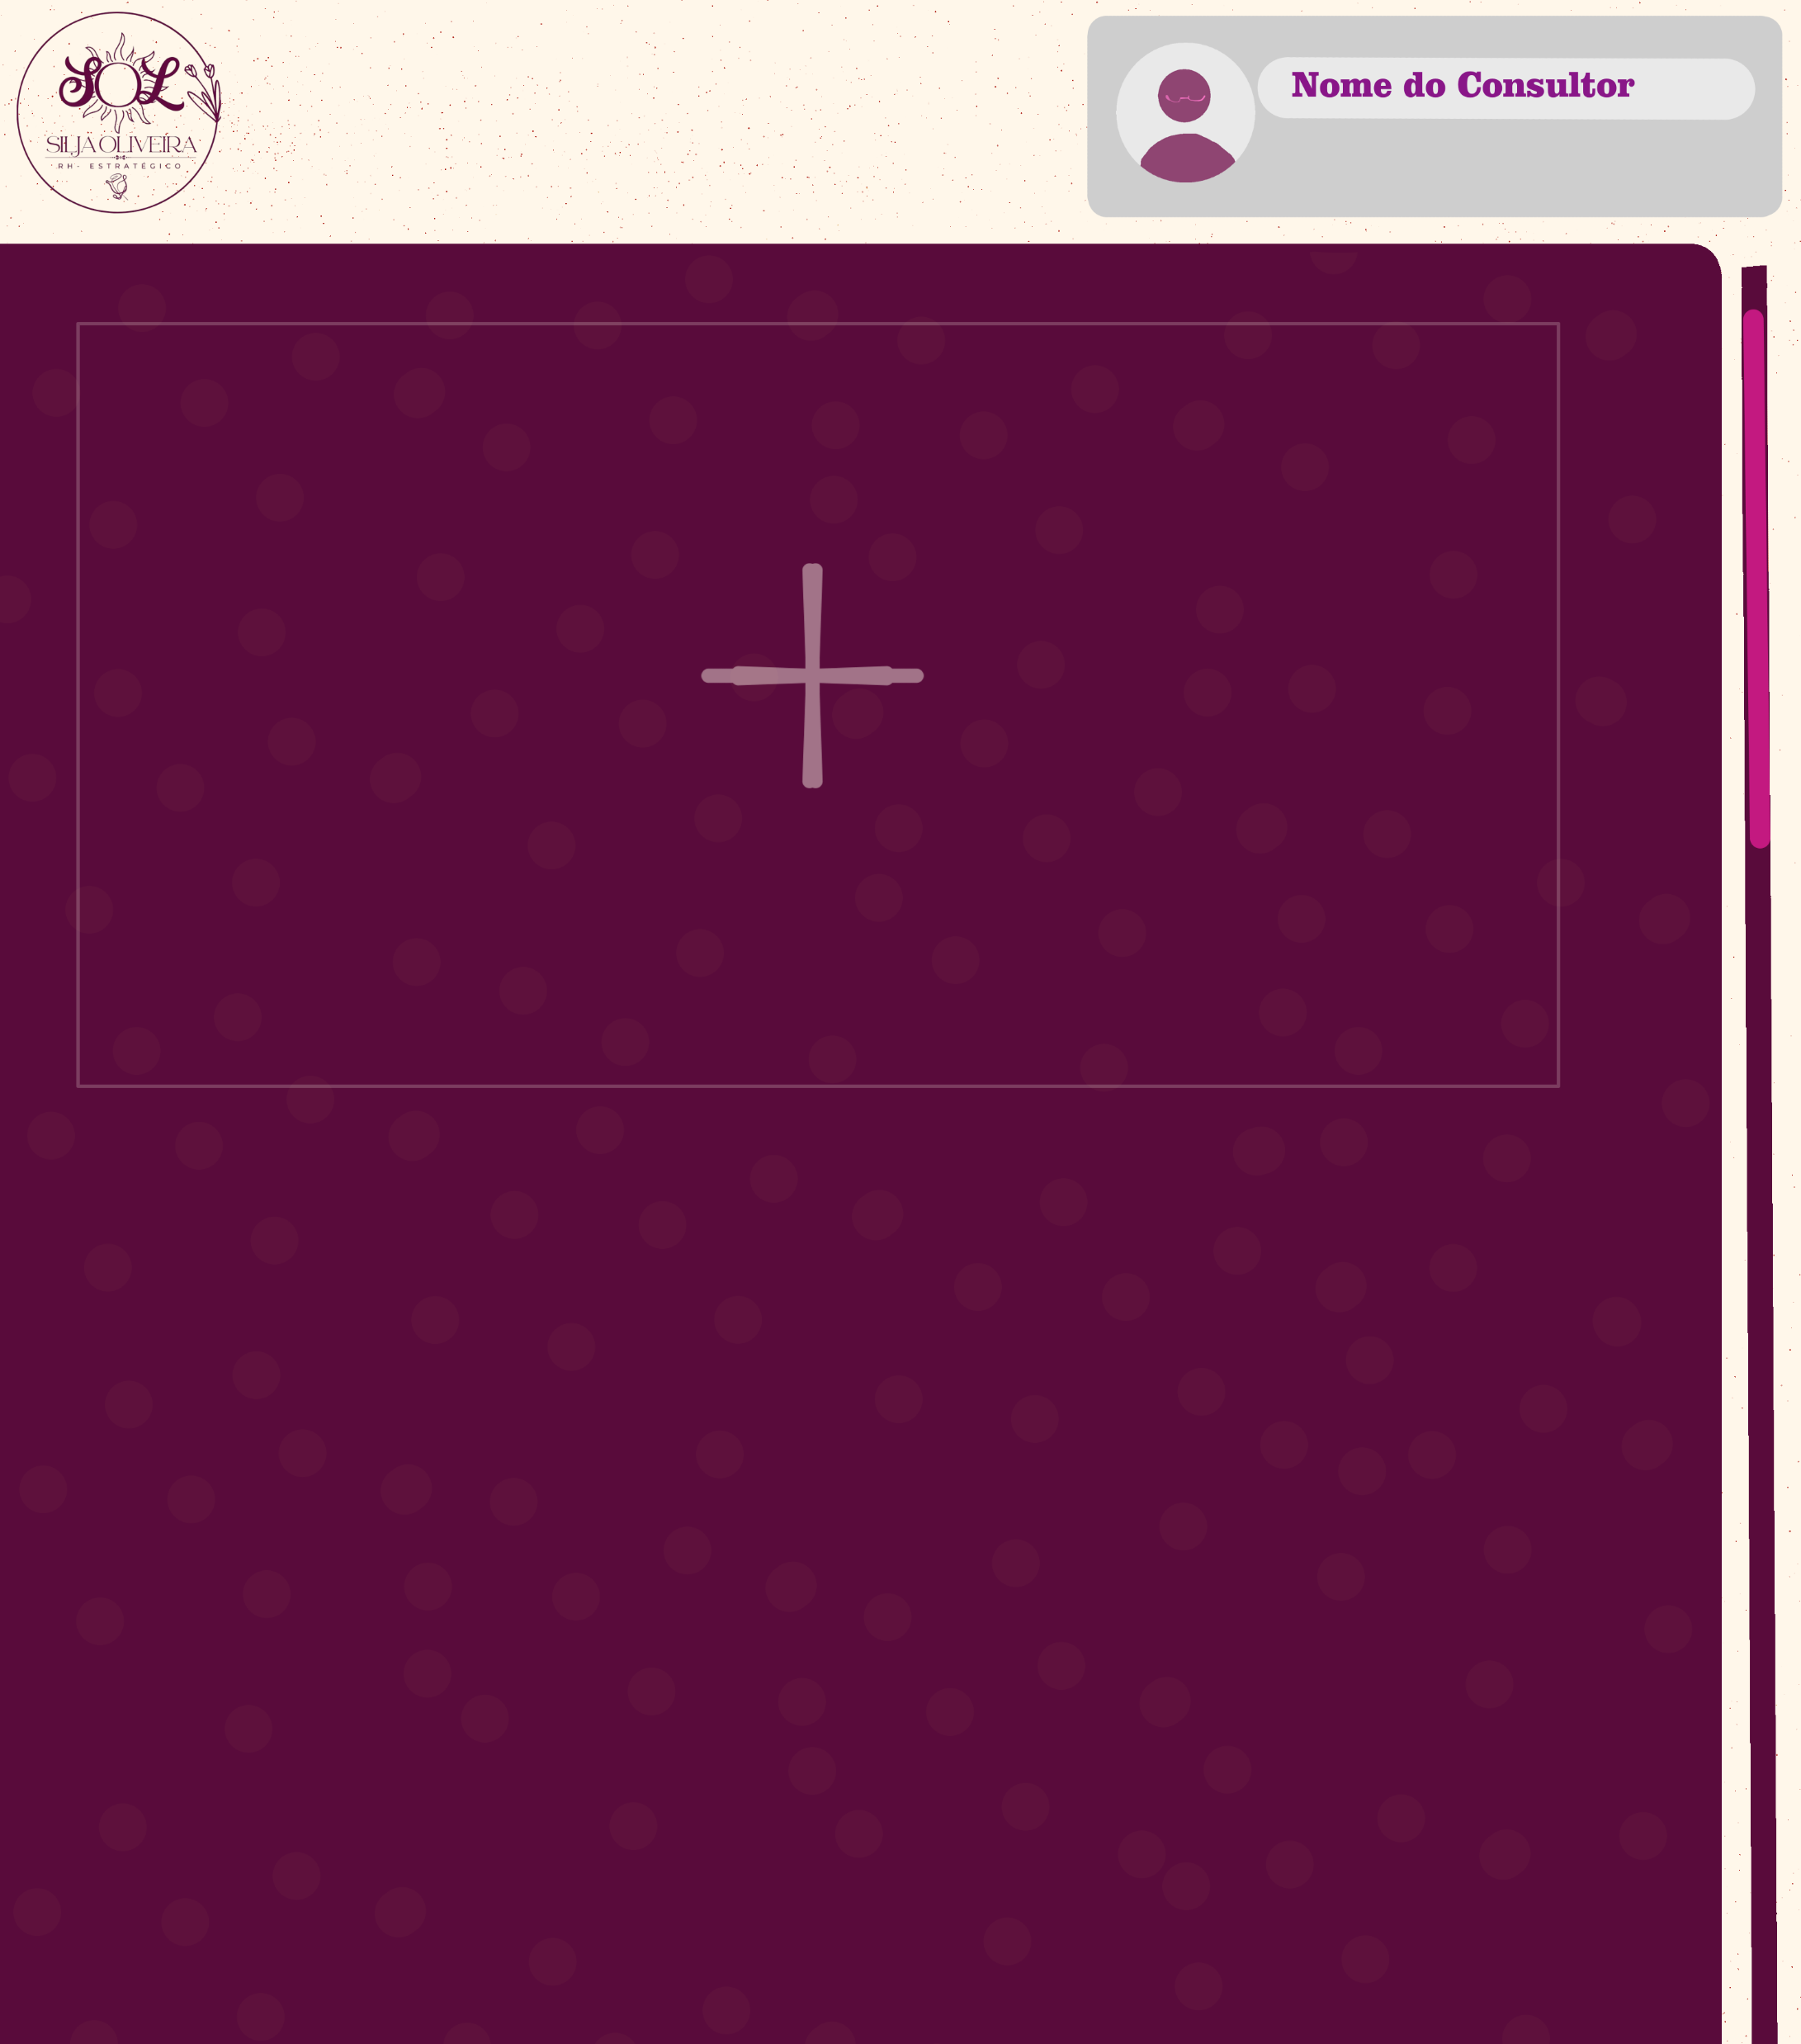 SOL
SILJA OLIVEIRA
· RH · ESTRATÉGICO ·
Nome do Consultor